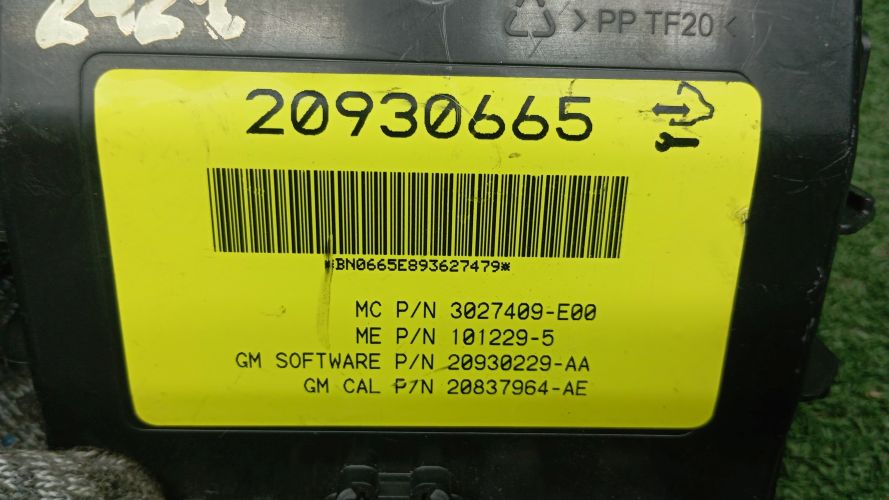 > PP TF20 <
20930665
*BN0665E893627479*
MC P/N 3027409-E00
ME P/N 101229-5
GM SOFTWARE P/N 20930229-AA
GM CAL P/N 20837964-AE